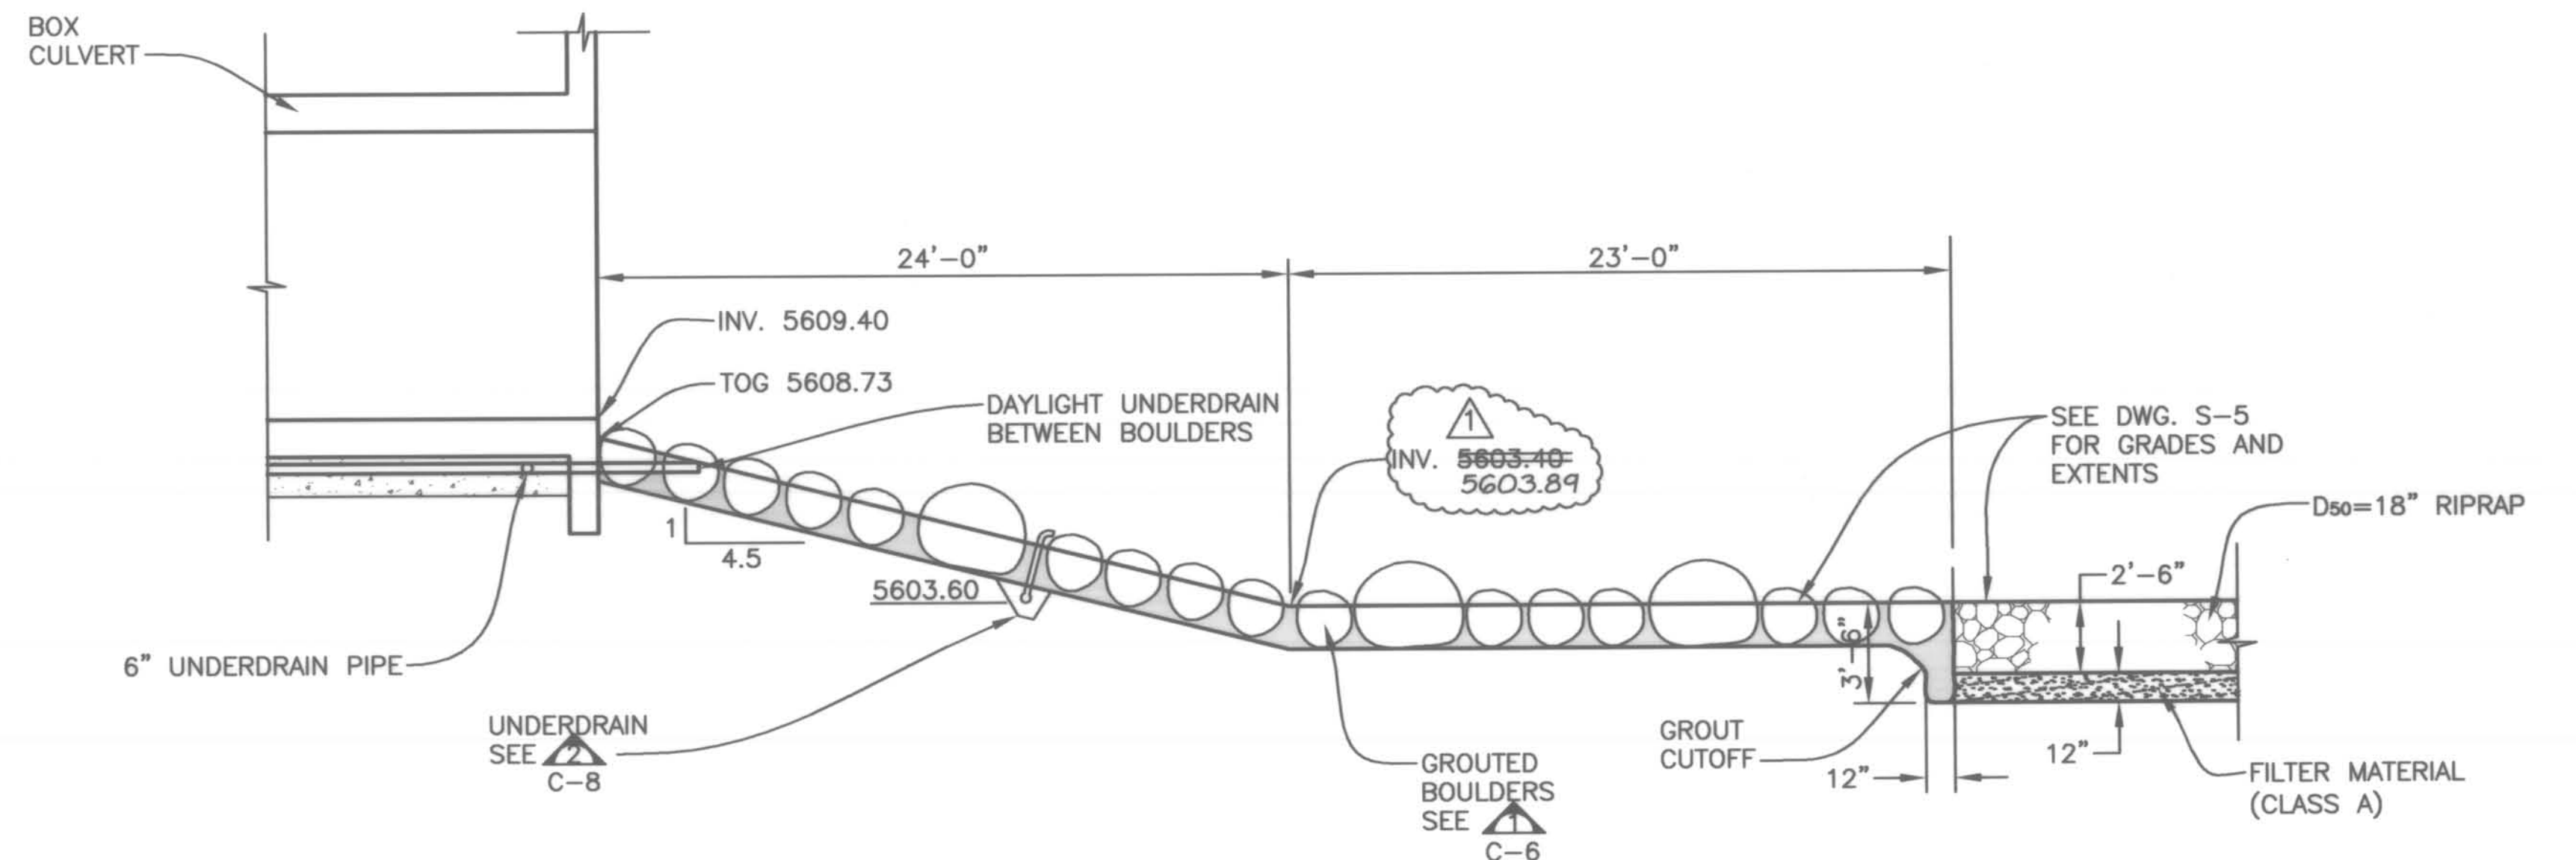 BOX
CULVERT
24'-0"
23'-0"
INV. 5609.40
TOG 5608.73
DAYLIGHT UNDERDRAIN
BETWEEN BOULDERS
1
INV. 5603.40
5603.89
SEE DWG. S-5
FOR GRADES AND
EXTENTS
D50=18" RIPRAP
1
4.5
5603.60
2'-6"
3'-6"
6" UNDERDRAIN PIPE
UNDERDRAIN
SEE 2
C-8
GROUTED
BOULDERS
SEE 1
C-6
GROUT
CUTOFF
12"
12"
FILTER MATERIAL
(CLASS A)